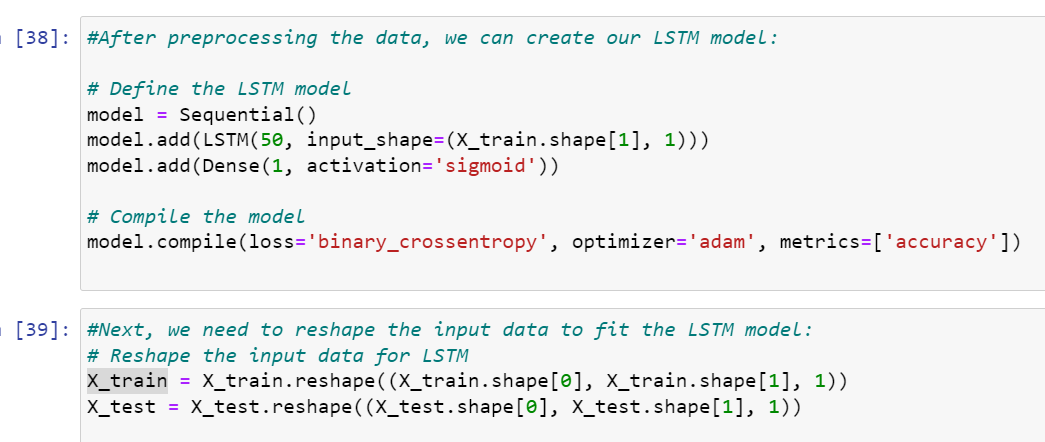 [38]: #After preprocessing the data, we can create our LSTM model:
# Define the LSTM model
model = Sequential()
model.add(LSTM(50, input_shape=(X_train.shape[1], 1)))
model.add(Dense(1, activation='sigmoid'))
# Compile the model
model.compile(loss='binary_crossentropy', optimizer='adam', metrics=['accuracy'])
[39]: #Next, we need to reshape the input data to fit the LSTM model:
# Reshape the input data for LSTM
X_train = X_train.reshape((X_train.shape[0], X_train.shape[1], 1))
X_test = X_test.reshape((X_test.shape[0], X_test.shape[1], 1))